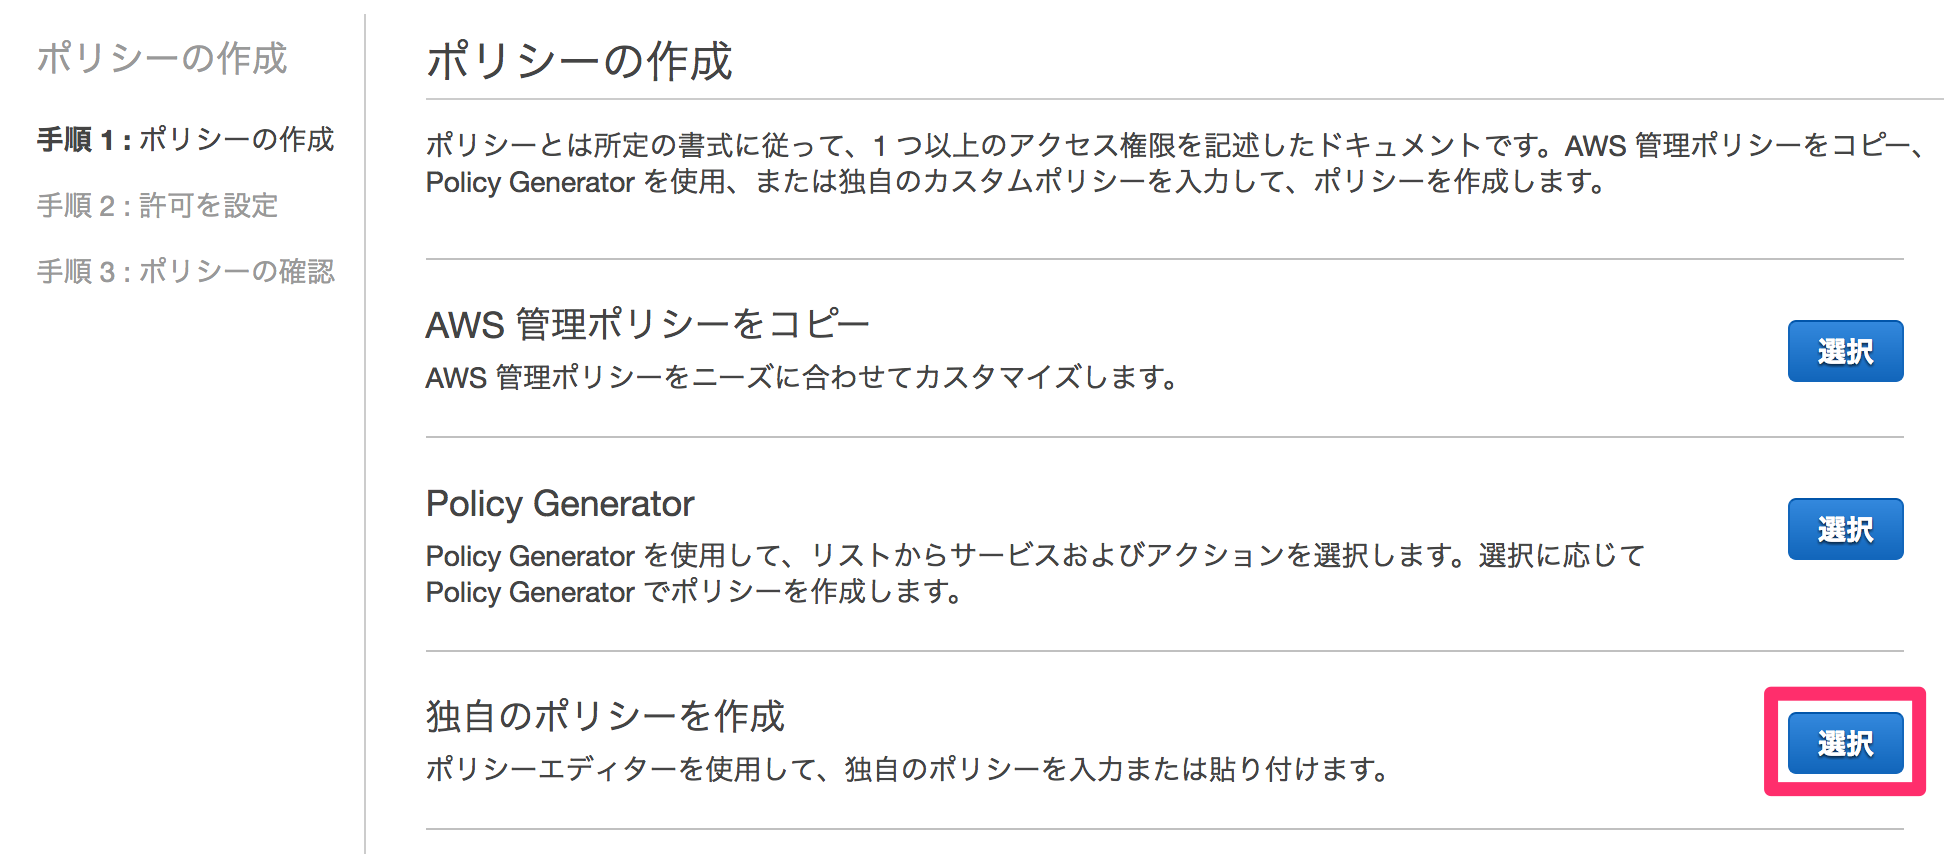 ポリシーの作成
手順 1 : ポリシーの作成
手順 2 : 許可を設定
手順 3 : ポリシーの確認
ポリシーの作成
ポリシーとは所定の書式に従って、1 つ以上のアクセス権限を記述したドキュメントです。AWS 管理ポリシーをコピー、
Policy Generator を使用、または独自のカスタムポリシーを入力して、ポリシーを作成します。
AWS 管理ポリシーをコピー
AWS 管理ポリシーをニーズに合わせてカスタマイズします。
選択
Policy Generator
Policy Generator を使用して、リストからサービスおよびアクションを選択します。選択に応じて
Policy Generator でポリシーを作成します。
選択
独自のポリシーを作成
ポリシーエディターを使用して、独自のポリシーを入力または貼り付けます。
選択